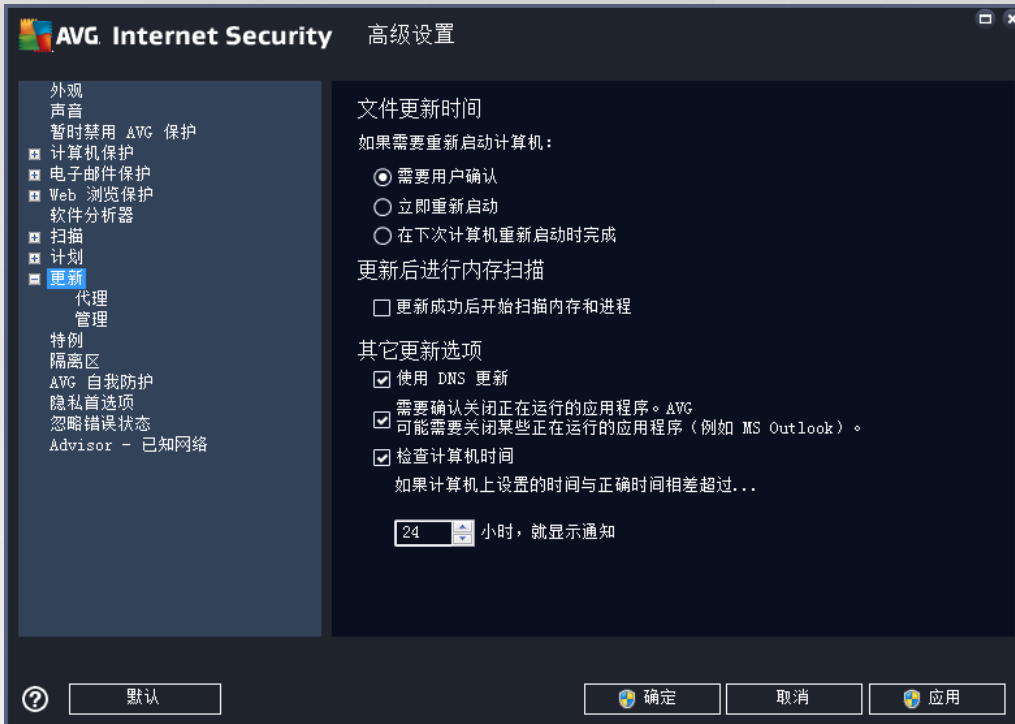 AVG Internet Security 高级设置
外观
声音
暂时禁用 AVG 保护
计算机保护
电子邮件保护
Web 浏览保护
软件分析器
扫描
计划
更新
代理
管理
特例
隔离区
AVG 自我防护
隐私首选项
忽略错误状态
Advisor - 已知网络
文件更新时间
如果需要重新启动计算机:
需要用户确认
立即重新启动
在下次计算机重新启动时完成
更新后进行内存扫描
更新成功后开始扫描内存和进程
其它更新选项
使用 DNS 更新
需要确认关闭正在运行的应用程序。AVG
可能需要关闭某些正在运行的应用程序(例如 MS Outlook)。
检查计算机时间
如果计算机上设置的时间与正确时间相差超过...
24 小时,就显示通知
? 默认 确定 取消 应用